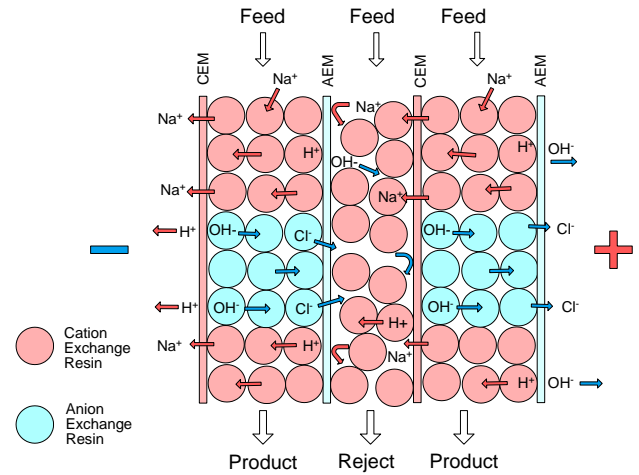 Feed Feed Feed
CEM AEM CEM AEM
Na⁺ Na⁺ Na⁺
Na⁺
H⁺ OH- H⁺ OH⁻
Na⁺ Na⁺
H⁺ OH- Cl⁻ OH- Cl⁻
H⁺ OH⁻ Cl⁻ H+ OH⁻ Cl⁻
Na⁺ H⁺ Na⁺
H⁺ OH⁻
Cation
Exchange
Resin
Anion
Exchange
Resin
Product Reject Product